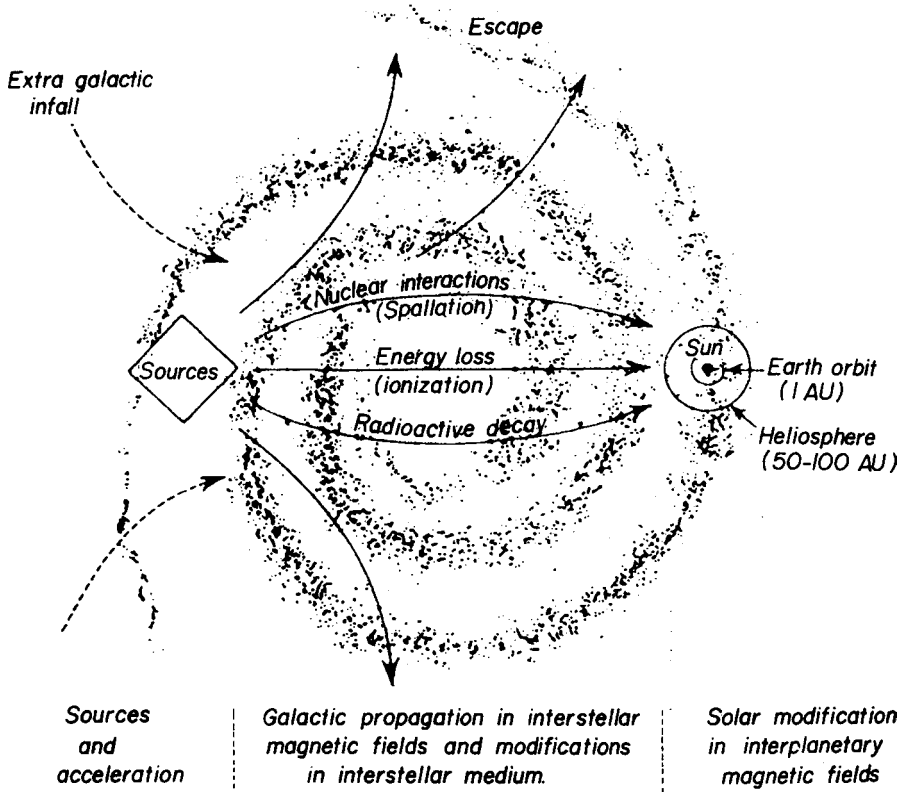 Escape
Extra galactic
infall
Nuclear interactions
(Spallation)
Sources
Energy loss
(ionization)
Radioactive decay
Sun
Earth orbit
(1 AU)
Heliosphere
(50-100 AU)
Sources
and
acceleration
Galactic propagation in interstellar
magnetic fields and modifications
in interstellar medium.
Solar modification
in interplanetary
magnetic fields